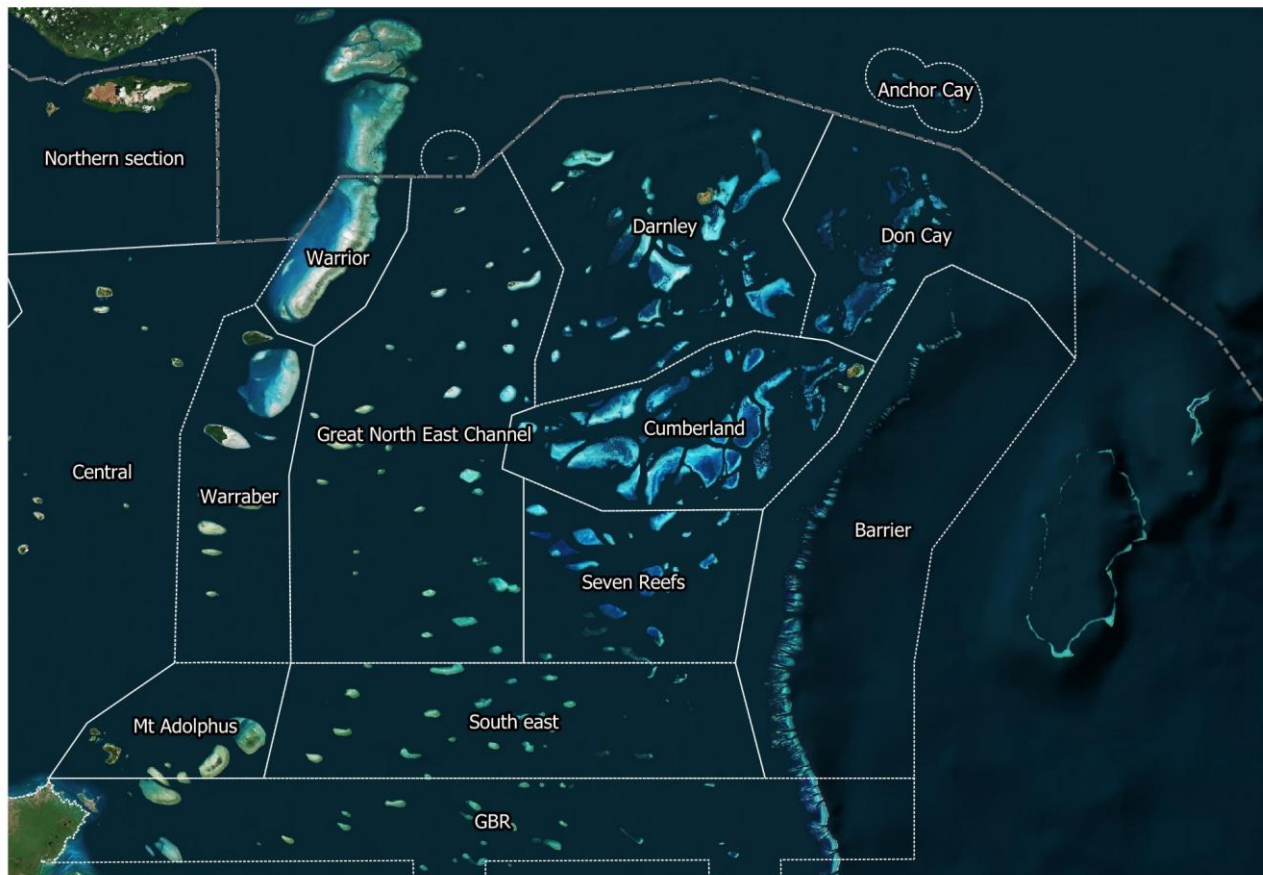 Anchor Cay
Northern section
Darnley
Don Cay
Warrior
Great North East Channel
Cumberland
Central
Warraber
Barrier
Seven Reefs
Mt Adolphus
South east
GBR